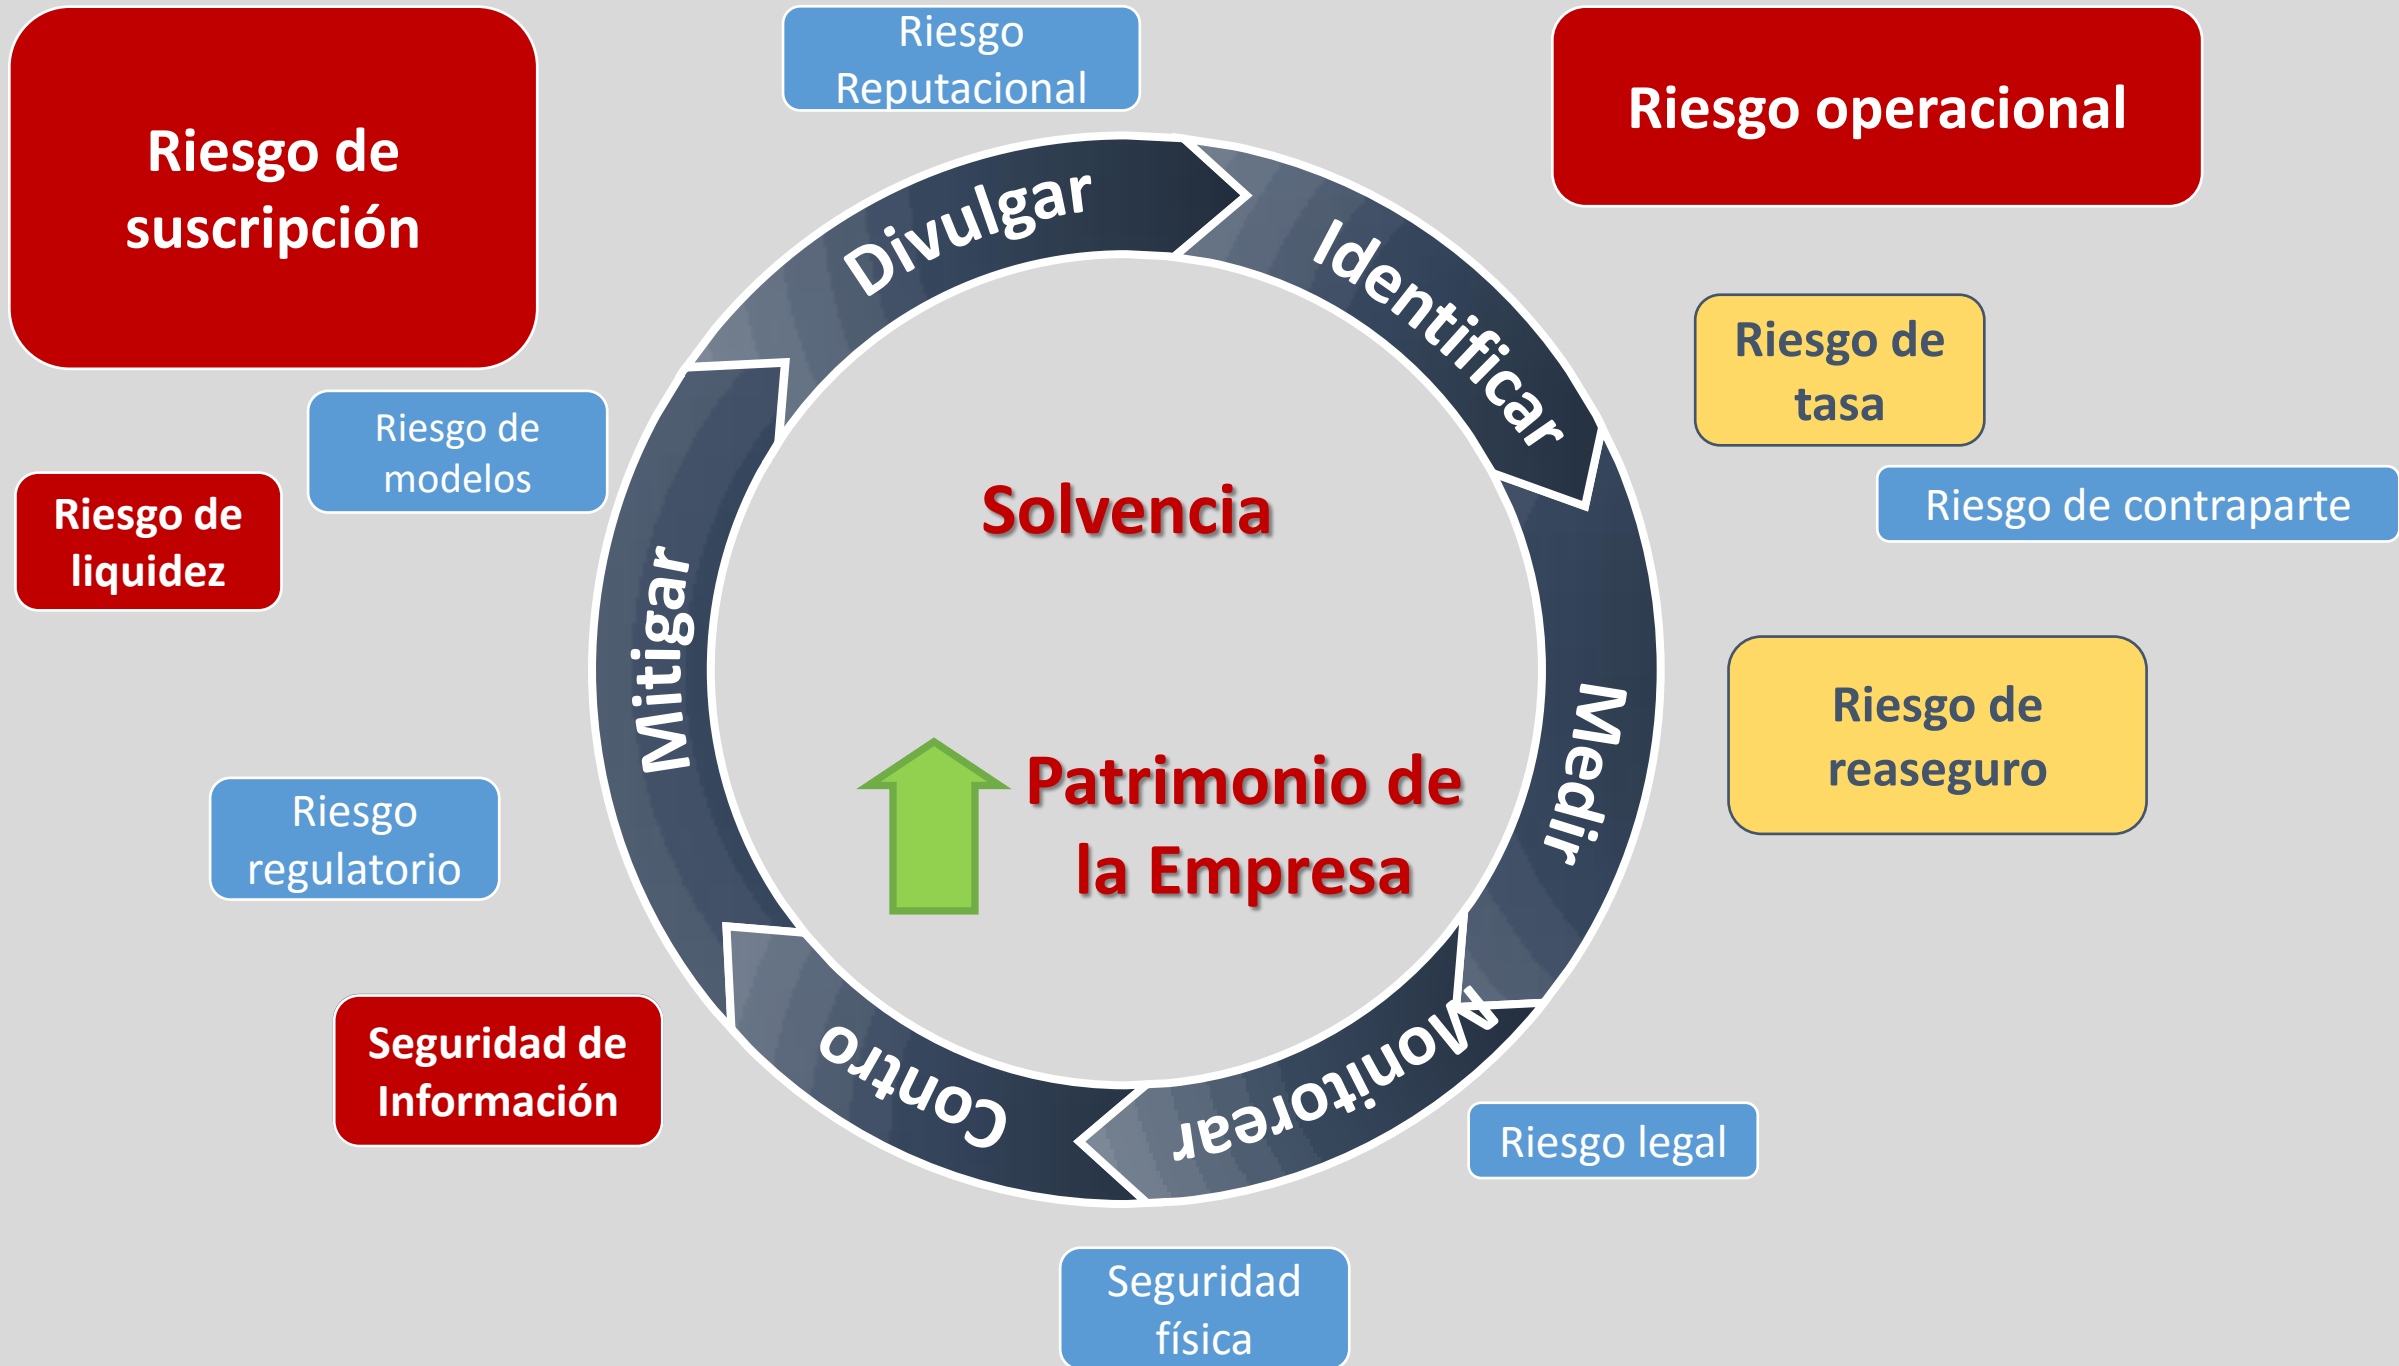 Riesgo de
suscripción
Riesgo
Reputacional
Riesgo operacional
Divulgar
Identificar
Medir
Monitorear
Contro
Mitigar
Riesgo de
tasa
Riesgo de contraparte
Riesgo de
modelos
Riesgo de
liquidez
Solvencia
Patrimonio de
la Empresa
Riesgo de
reaseguro
Riesgo
regulatorio
Seguridad de
Información
Riesgo legal
Seguridad
física